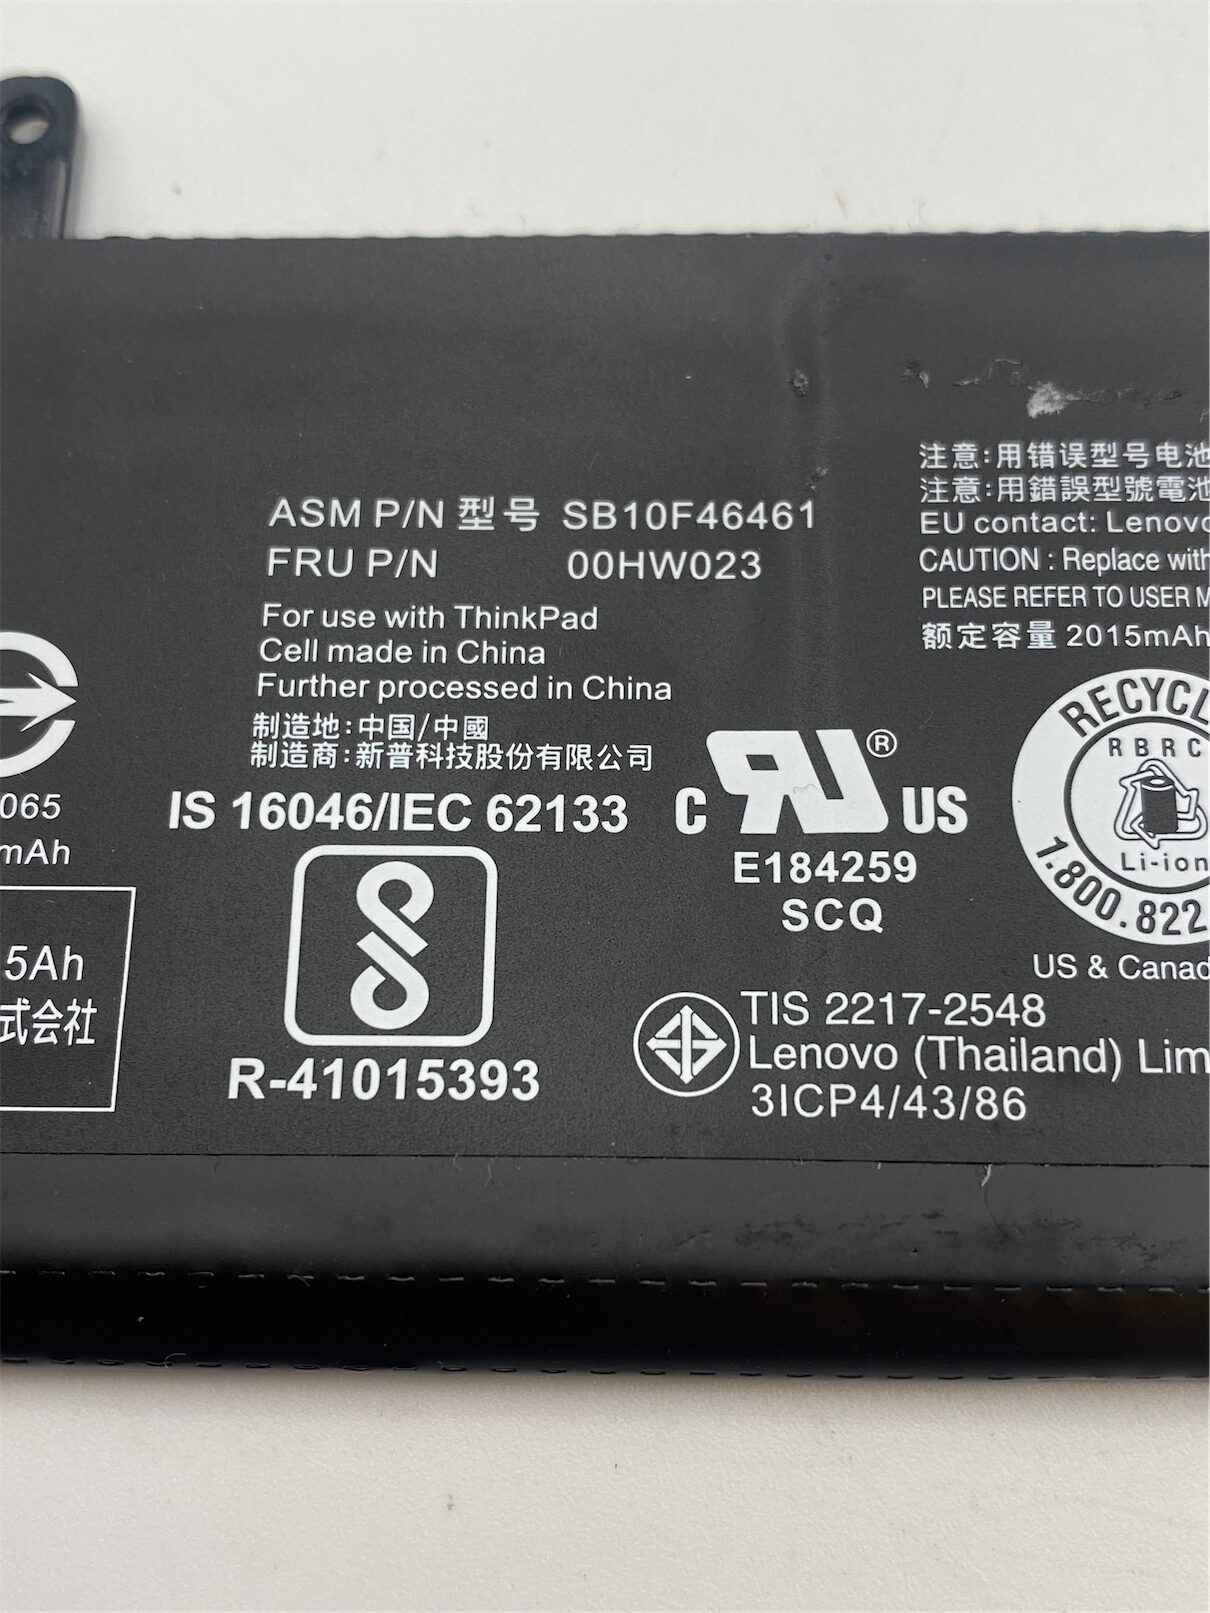 ASM P/N 型号 SB10F46461
FRU P/N 00HW023
For use with ThinkPad
Cell made in China
Further processed in China
制造地:中国/中國
制造商:新普科技股份有限公司
IS 16046/IEC 62133
R-41015393
065
mAh
5Ah
式会社
注意:用错误型号电池
注意:用錯誤型號電池
EU contact: Lenovo
CAUTION : Replace with
PLEASE REFER TO USER M
额定容量 2015mAh
C RU® US
E184259
SCQ
RECYCL
RBRC
Li-ion
1.800.822
US & Canad
TIS 2217-2548
Lenovo (Thailand) Lim
3ICP4/43/86